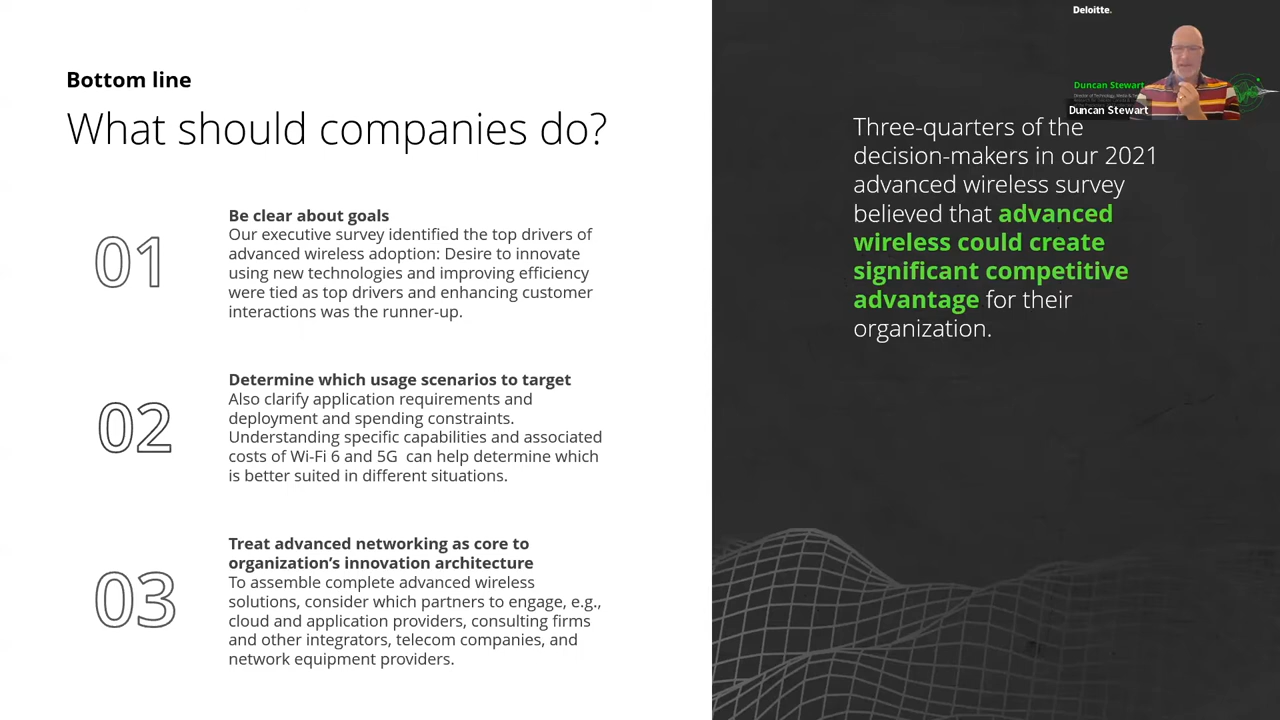 Bottom line
What should companies do?
01
Be clear about goals
Our executive survey identified the top drivers of
advanced wireless adoption: Desire to innovate
using new technologies and improving efficiency
were tied as top drivers and enhancing customer
interactions was the runner-up.
02
Determine which usage scenarios to target
Also clarify application requirements and
deployment and spending constraints.
Understanding specific capabilities and associated
costs of Wi-Fi 6 and 5G can help determine which
is better suited in different situations.
03
Treat advanced networking as core to
organization’s innovation architecture
To assemble complete advanced wireless
solutions, consider which partners to engage, e.g.,
cloud and application providers, consulting firms
and other integrators, telecom companies, and
network equipment providers.
Deloitte.
Duncan Stewart
Duncan Stewart
Three-quarters of the
decision-makers in our 2021
advanced wireless survey
believed that advanced
wireless could create
significant competitive
advantage for their
organization.